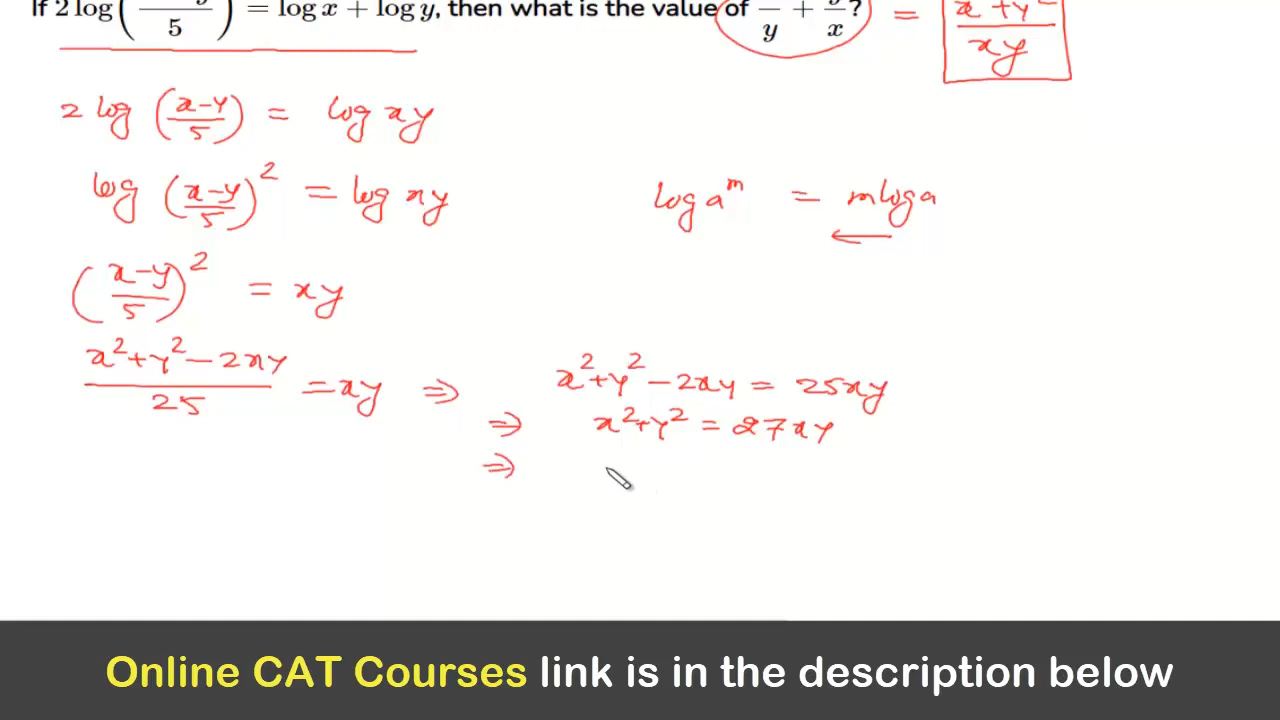 If 2 log( /5) = log x + log y, then what is the value of /y + /x? = x² + y² / xy
2 log (x-y/5) = log xy
log (x-y/5)² = log xy log aᵐ = m log a
(x-y/5)² = xy
x²+y²-2xy/25 = xy ⇒ x²+y²-2xy = 25xy
⇒ x²+y² = 27xy
⇒
Online CAT Courses link is in the description below